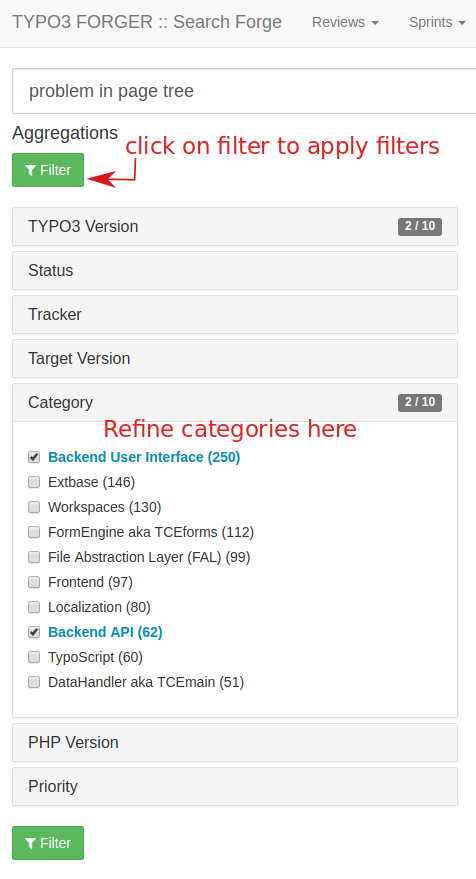 TYPO3 FORGER :: Search Forge Reviews Sprints
problem in page tree
Aggregations
click on filter to apply filters
Filter
TYPO3 Version 2 / 10
Status
Tracker
Target Version
Category 2 / 10
Refine categories here
Backend User Interface (250)
Extbase (146)
Workspaces (130)
FormEngine aka TCEforms (112)
File Abstraction Layer (FAL) (99)
Frontend (97)
Localization (80)
Backend API (62)
TypoScript (60)
DataHandler aka TCEmain (51)
PHP Version
Priority
Filter